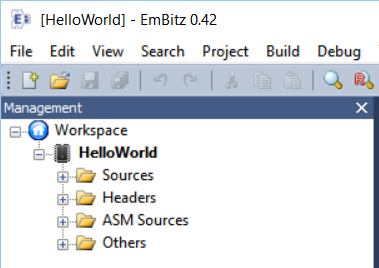 [HelloWorld] - EmBitz 0.42
File Edit View Search Project Build Debug
Management
Workspace
HelloWorld
Sources
Headers
ASM Sources
Others